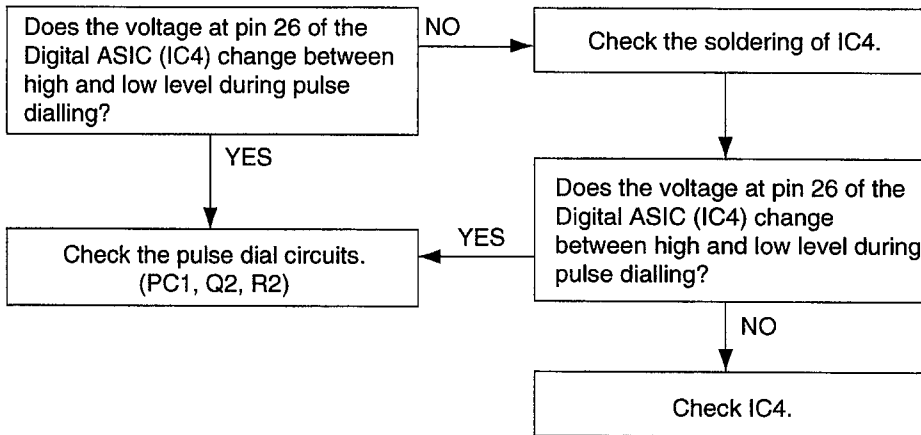 Does the voltage at pin 26 of the
Digital ASIC (IC4) change between
high and low level during pulse
dialling?
NO
Check the soldering of IC4.
YES
Does the voltage at pin 26 of the
Digital ASIC (IC4) change
between high and low level during
pulse dialling?
YES
Check the pulse dial circuits.
(PC1, Q2, R2)
NO
Check IC4.